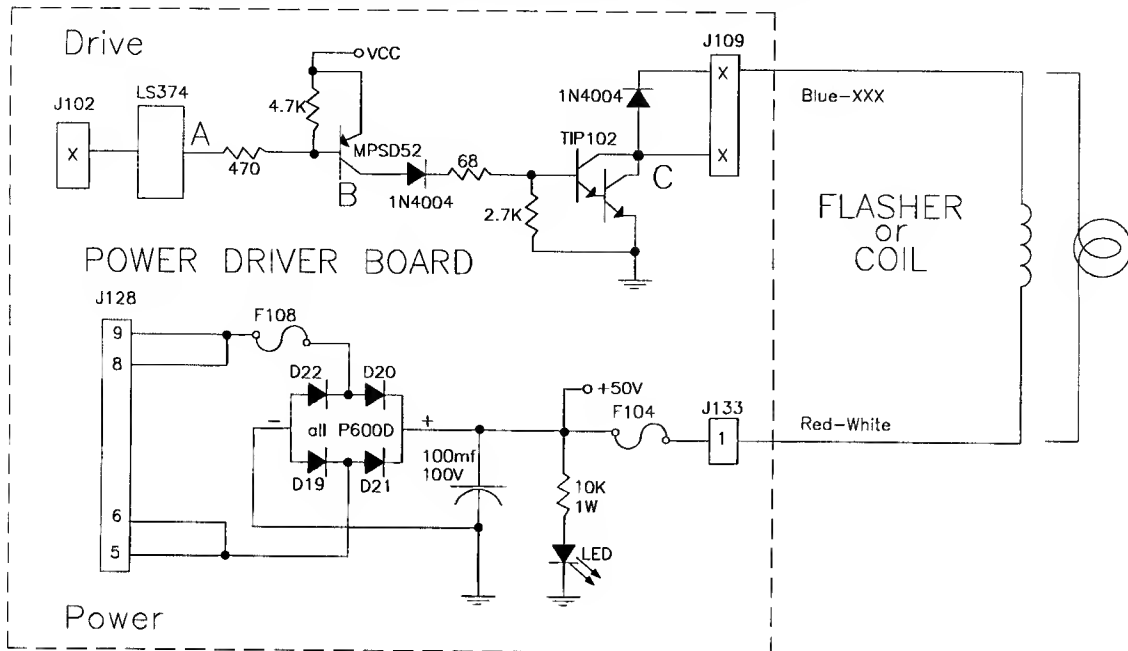 Drive
VCC
J109
J102
LS374
4.7K
1N4004
Blue-XXX
X
X
A
TIP102
MPSD52
68
470
B
C
X
1N4004
2.7K
FLASHER
or
COIL
POWER DRIVER BOARD
J128
F108
9
8
D22
D20
+50V
F104
J133
-
all P600D
+
Red-White
1
100mf
100V
D19
D21
10K
1W
6
5
LED
Power